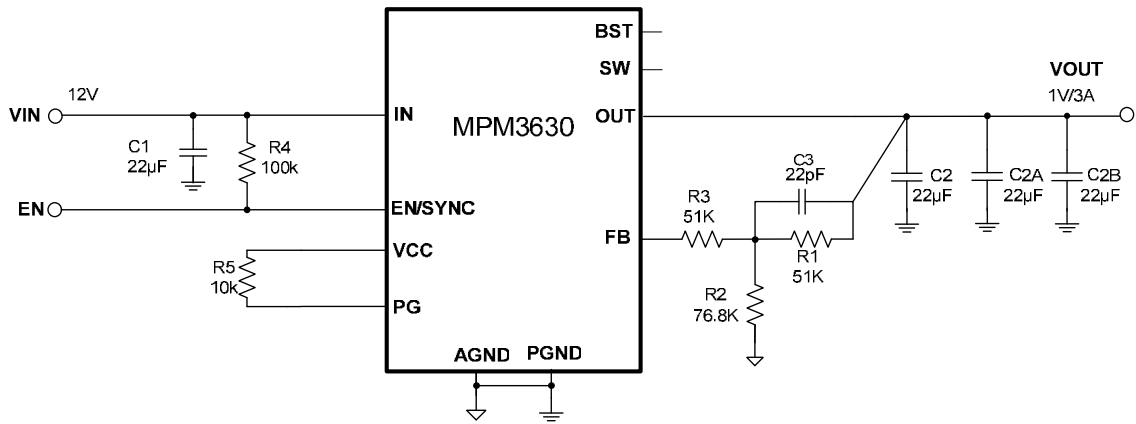 BST
SW
VOUT
1V/3A
12V
VIN
IN
MPM3630
OUT
C1
22µF
R4
100k
C3
22pF
C2
22µF
C2A
22µF
C2B
22µF
EN
EN/SYNC
R3
51K
FB
R1
51K
VCC
R5
10k
PG
R2
76.8K
AGND
PGND